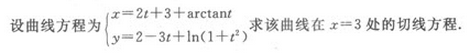 设曲线方程为{x=2t+3+arctant
y=2-3t+ln(1+t²) 求该曲线在 x=3 处的切线方程.